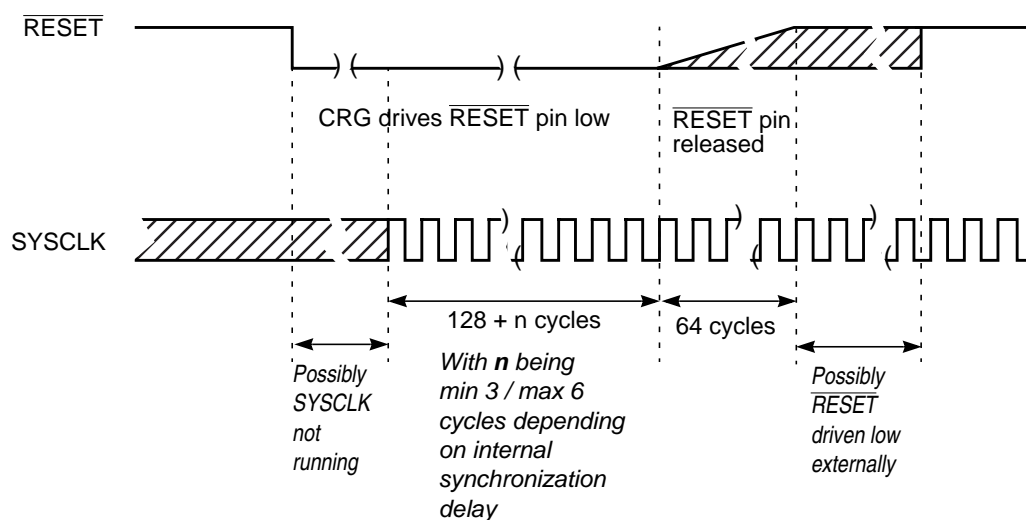 RESET
CRG drives RESET pin low
RESET pin
released
SYSCLK
128 + n cycles
64 cycles
Possibly
SYSCLK
not
running
With n being
min 3 / max 6
cycles depending
on internal
synchronization
delay
Possibly
RESET
driven low
externally